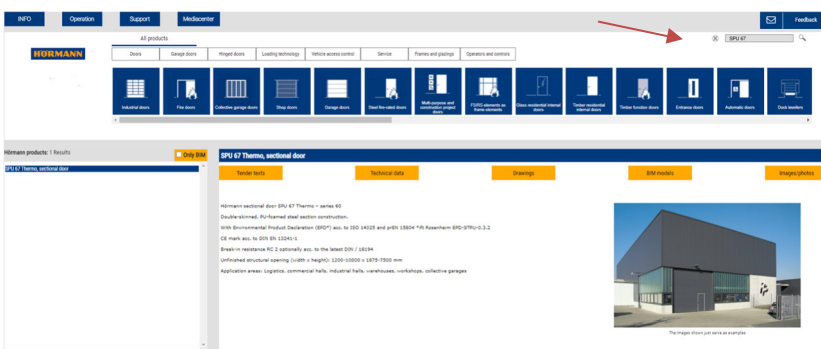 INFO
Operation
Support
Mediacenter
Feedback
All products
SPU 67
HÖRMANN
Doors
Garage doors
Hinged doors
Loading technology
Vehicle access control
Service
Frames and glazings
Operators and controls
Industrial doors
Fire doors
Collective garage doors
Shop doors
Garage doors
Steel fire-rated doors
Multi-purpose and
construction project
doors
FS/RS elements as
frame elements
Glass residential internal
doors
Timber residential
internal doors
Timber function doors
Entrance doors
Automatic doors
Dock levellers
Hörmann products: 1 Results
Only BIM
SPU 67 Thermo, sectional door
SPU 67 Thermo, sectional door
Tender texts
Technical data
Drawings
BIM models
Images/photos
Hörmann sectional door SPU 67 Thermo – series 60
Double-skinned, PU-foamed steel section construction.
With Environmental Product Declaration (EPD®) acc. to ISO 14025 and prEN 15804 *ift Rosenheim EPD-STPU-0.3.2
CE mark acc. to DIN EN 13241-1
Break-in resistance RC 2 optionally acc. to the latest DIN / 18194
Unfinished structural opening (width x height): 1200-10000 x 1875-7500 mm
Application areas: Logistics, commercial halls, industrial halls, warehouses, workshops, collective garages
The images shown just serve as examples